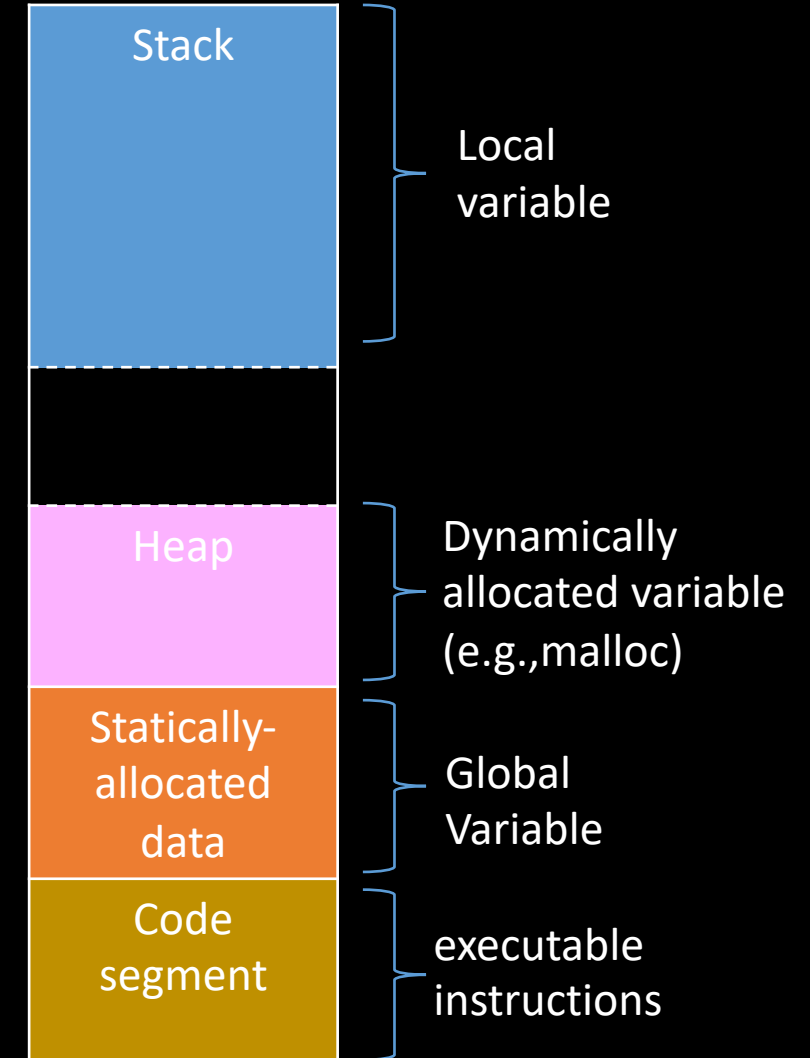 Stack
Local
variable
Heap
Dynamically
allocated variable
(e.g.,malloc)
Statically-
allocated
data
Global
Variable
Code
segment
executable
instructions